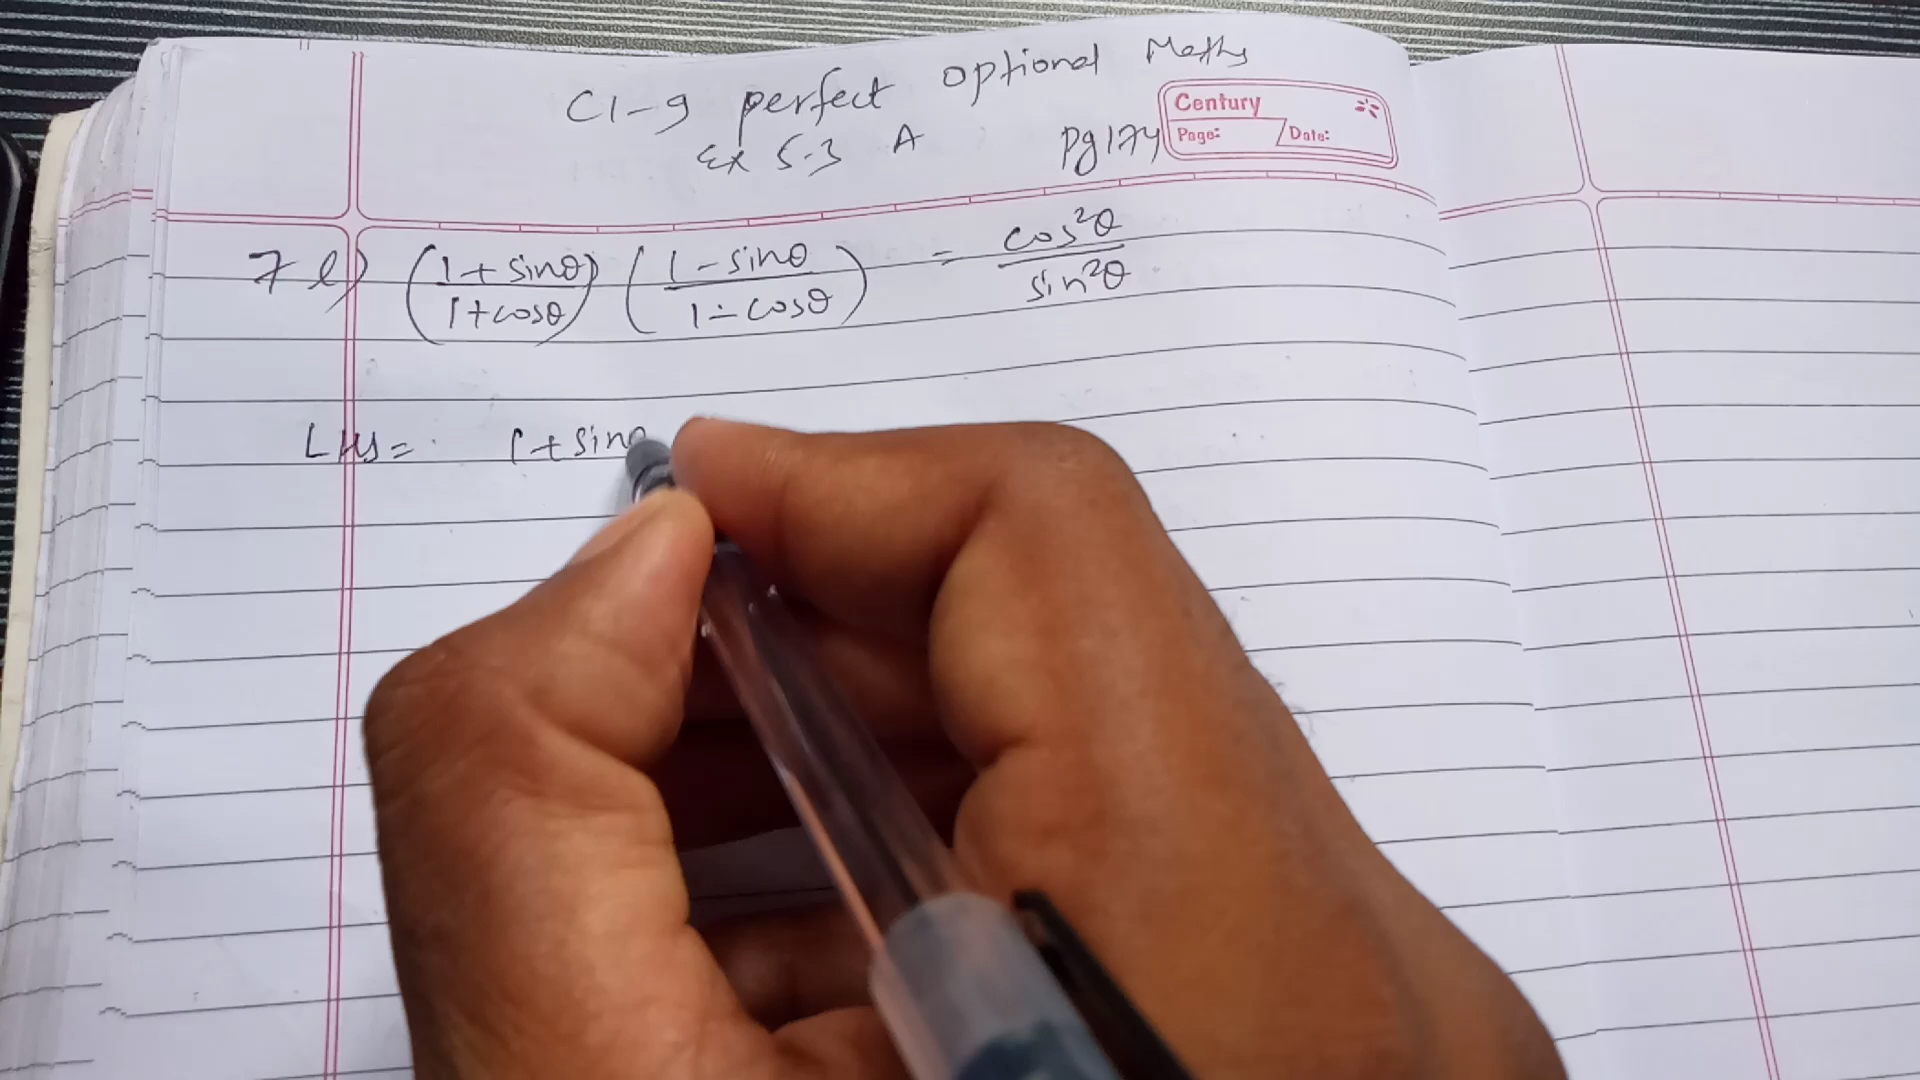 Cl-9 perfect optional Maths
Ex 5.3 A Pg 174
Century
Page: Date:
7 l) (1+sinθ/1+cosθ) (1-sinθ/1-cosθ) = cos²θ/sin²θ
LHS = 1+sinθ